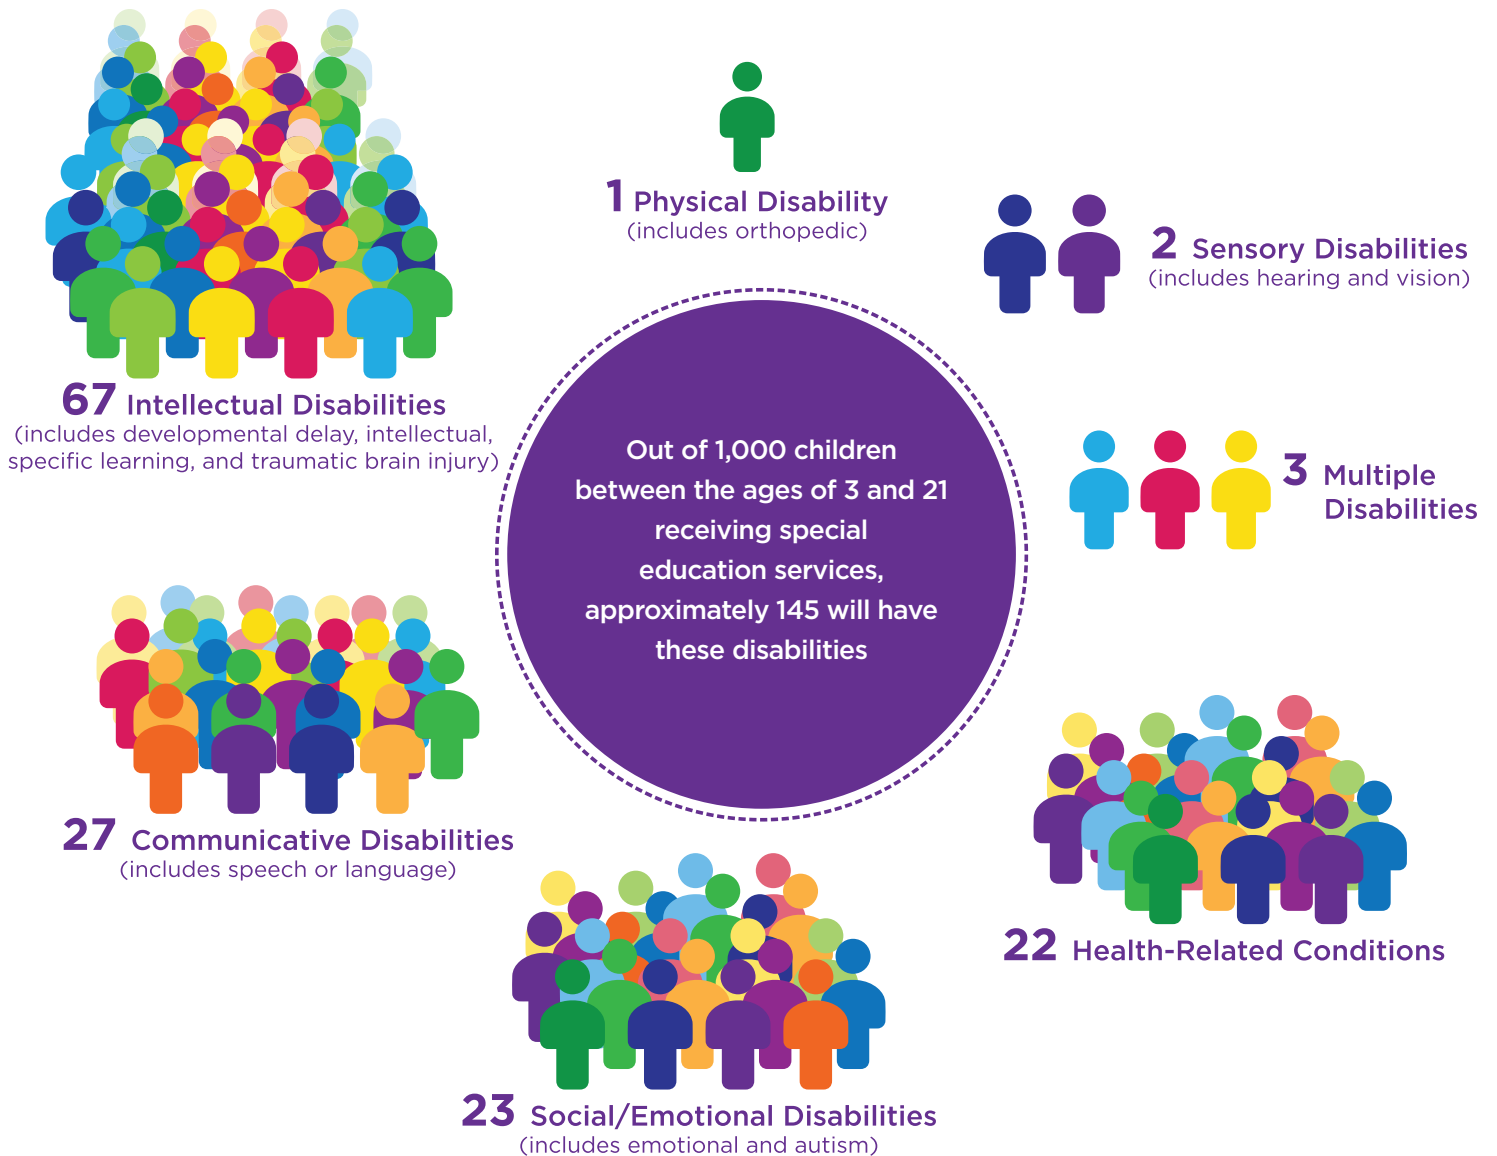 1 Physical Disability
(includes orthopedic)
2 Sensory Disabilities
(includes hearing and vision)
67 Intellectual Disabilities
(includes developmental delay, intellectual,
specific learning, and traumatic brain injury)
Out of 1,000 children
between the ages of 3 and 21
receiving special
education services,
approximately 145 will have
these disabilities
3 Multiple
Disabilities
27 Communicative Disabilities
(includes speech or language)
22 Health-Related Conditions
23 Social/Emotional Disabilities
(includes emotional and autism)